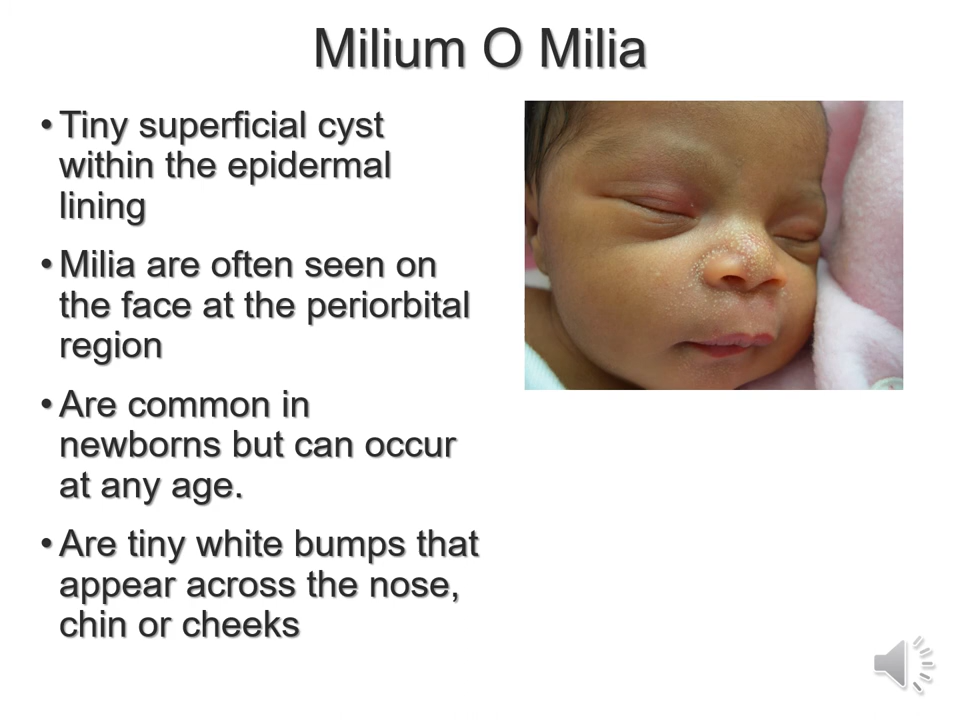 Milium O Milia
• Tiny superficial cyst
within the epidermal
lining
• Milia are often seen on
the face at the periorbital
region
• Are common in
newborns but can occur
at any age.
• Are tiny white bumps that
appear across the nose,
chin or cheeks